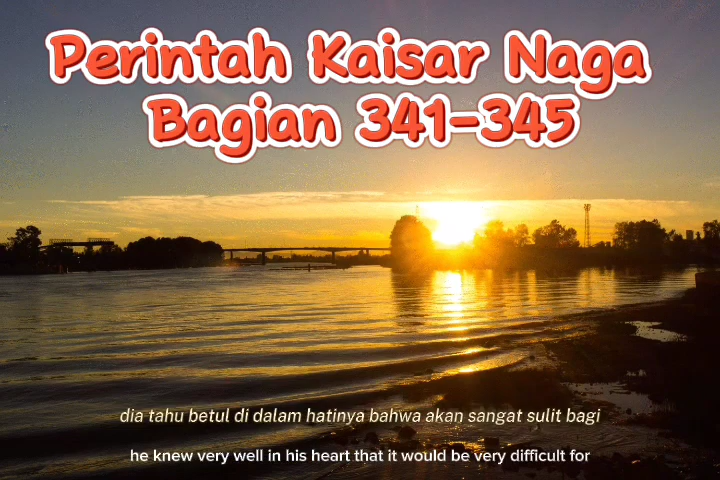 Perintah Kaisar Naga
Bagian 341-345
dia tahu betul di dalam hatinya bahwa akan sangat sulit bagi
he knew very well in his heart that it would be very difficult for